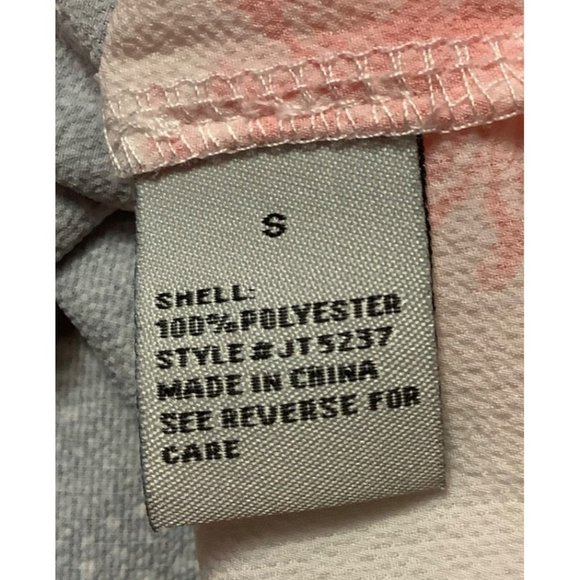 S
SHELL:
100%POLYESTER
STYLE#JT5237
MADE IN CHINA
SEE REVERSE FOR
CARE